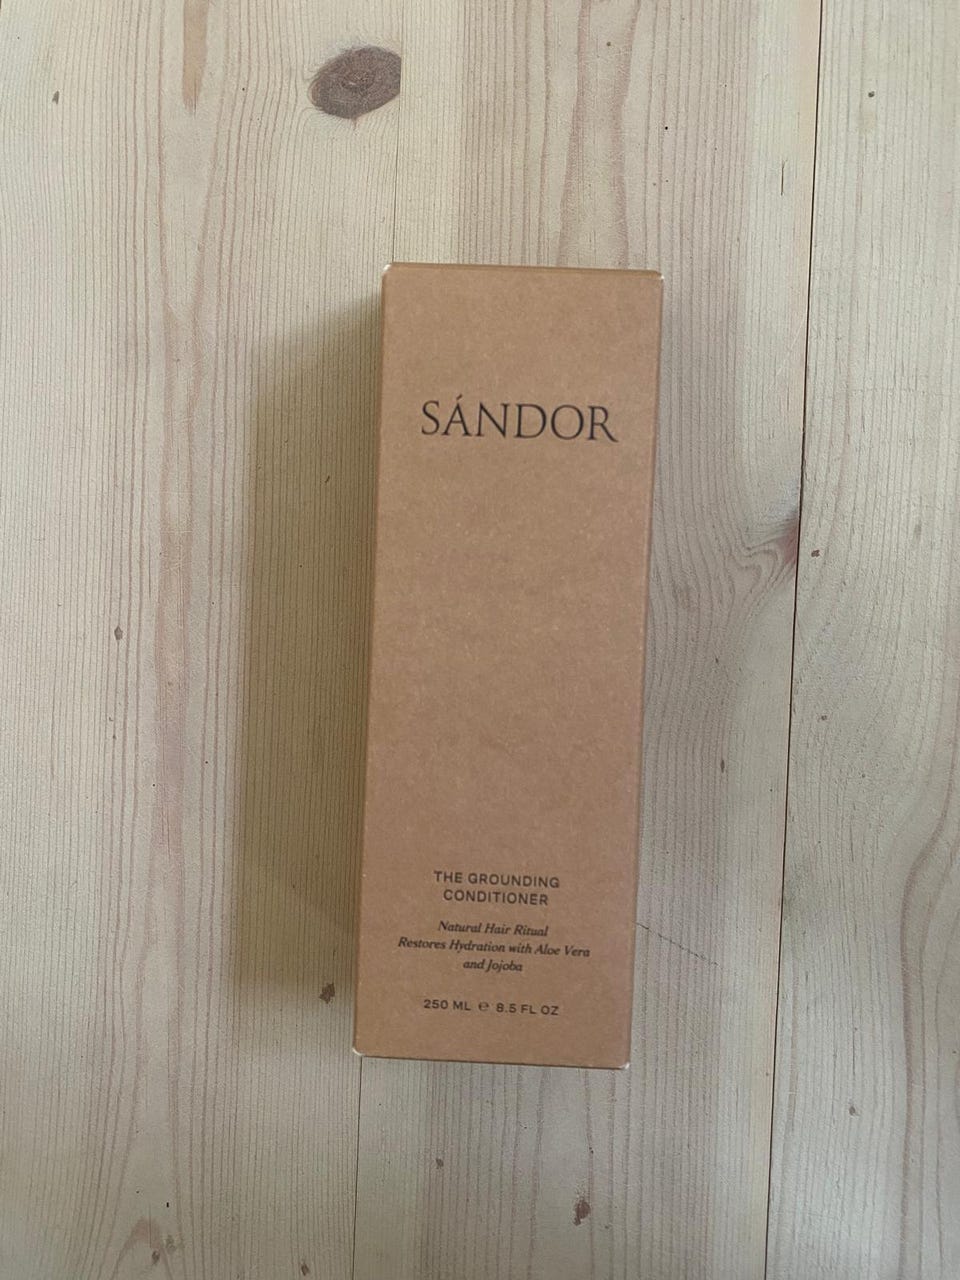 SÁNDOR
THE GROUNDING
CONDITIONER
Natural Hair Ritual
Restores Hydration with Aloe Vera
and Jojoba
250 ML ℮ 8.5 FL OZ